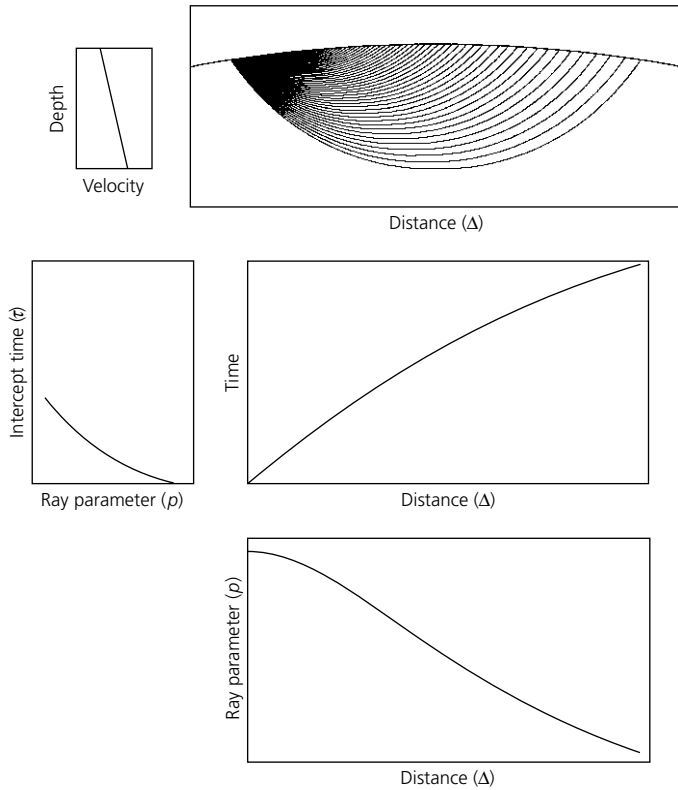 Depth
Velocity
Distance (Δ)
Intercept time (τ)
Ray parameter (p)
Time
Distance (Δ)
Ray parameter (p)
Distance (Δ)